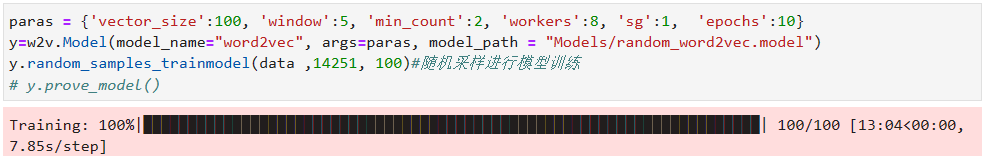 paras = {'vector_size':100, 'window':5, 'min_count':2, 'workers':8, 'sg':1,  'epochs':10}
y=w2v.Model(model_name="word2vec", args=paras, model_path = "Models/random_word2vec.model")
y.random_samples_trainmodel(data ,14251, 100)#随机采样进行模型训练
# y.prove_model()
Training: 100%|██████████| 100/100 [13:04<00:00,
7.85s/step]